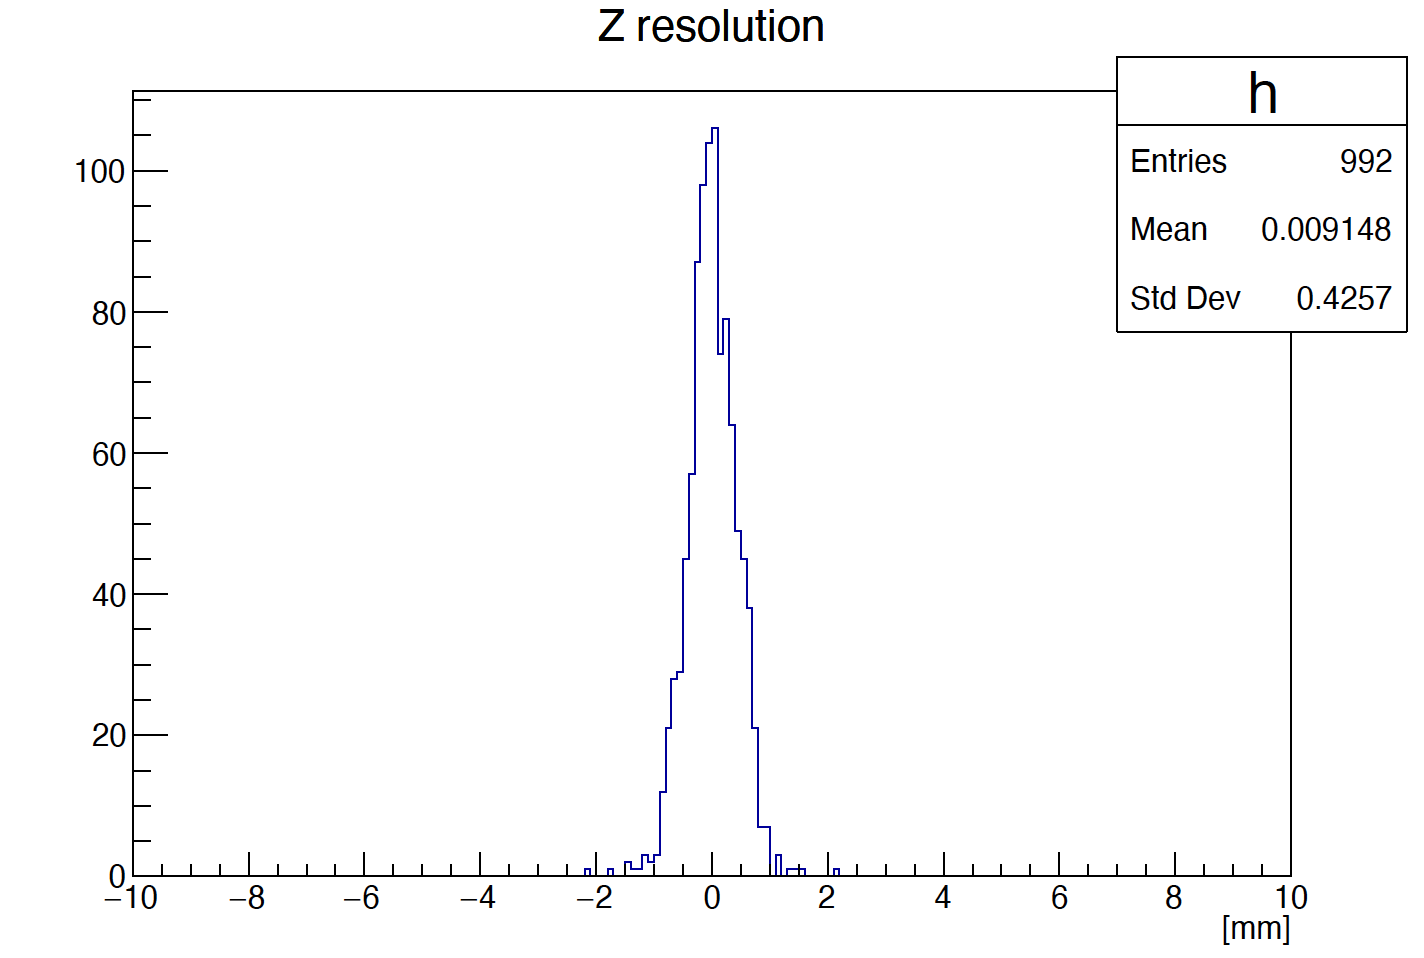 Z resolution
h
Entries 992
Mean 0.009148
Std Dev 0.4257
100
80
60
40
20
0
−10 −8 −6 −4 −2 0 2 4 6 8 10
[mm]